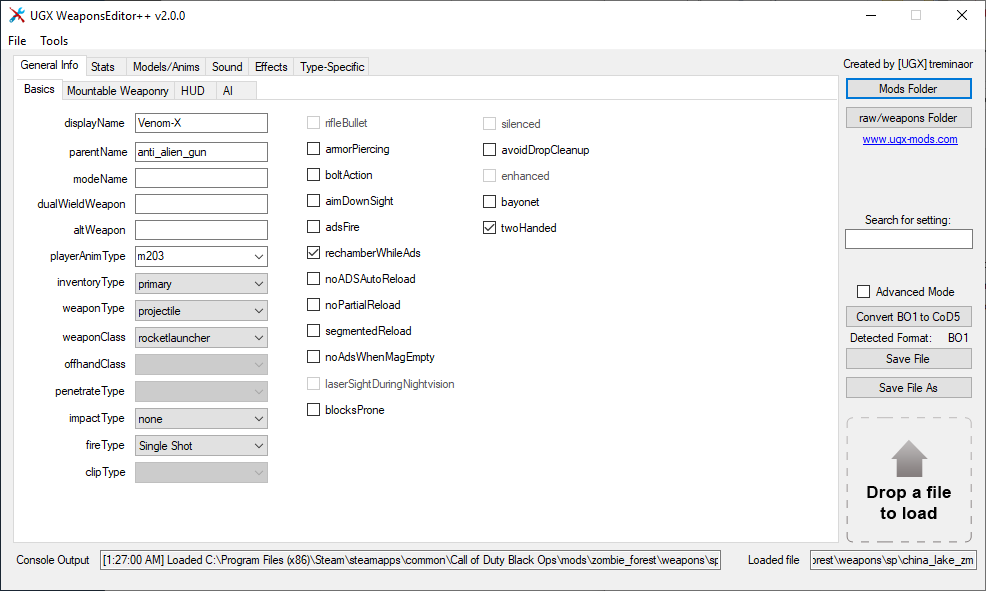 UGX WeaponsEditor++ v2.0.0
File Tools
General Info Stats Models/Anims Sound Effects Type-Specific
Basics Mountable Weaponry HUD AI
displayName Venom-X
parentName anti_alien_gun
modeName
dualWieldWeapon
altWeapon
playerAnimType m203
inventoryType primary
weaponType projectile
weaponClass rocketlauncher
offhandClass
penetrateType
impactType none
fireType Single Shot
clipType
rifleBullet
armorPiercing
boltAction
aimDownSight
adsFire
rechamberWhileAds
noADSAutoReload
noPartialReload
segmentedReload
noAdsWhenMagEmpty
laserSightDuringNightvision
blocksProne
silenced
avoidDropCleanup
enhanced
bayonet
twoHanded
Created by [UGX] treminaor
Mods Folder
raw/weapons Folder
www.ugx-mods.com
Search for setting:
Advanced Mode
Convert BO1 to CoD5
Detected Format: BO1
Save File
Save File As
Drop a file
to load
Console Output [1:27:00 AM] Loaded C:\Program Files (x86)\Steam\steamapps\common\Call of Duty Black Ops\mods\zombie_forest\weapons\sp
Loaded file orest\weapons\sp\china_lake_zm